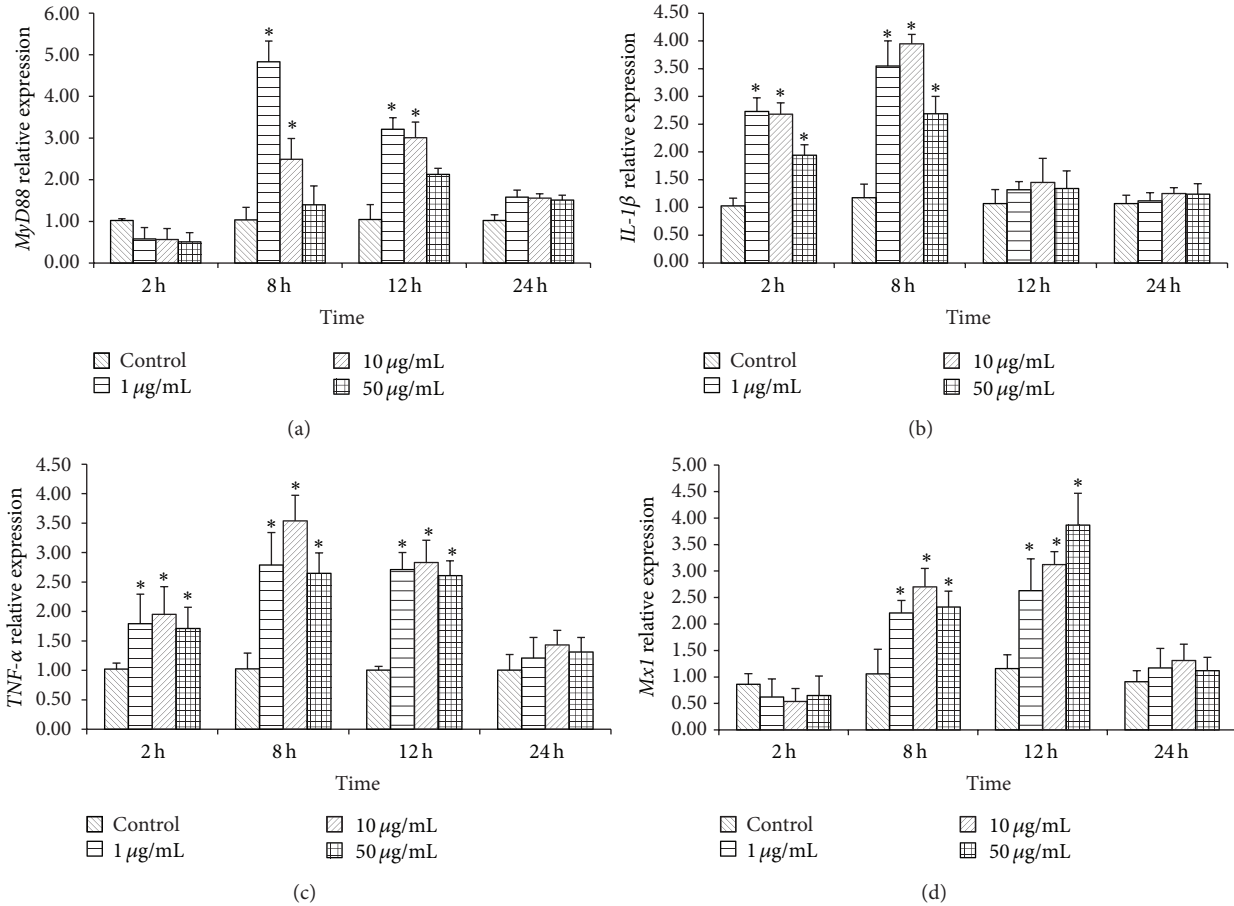 MyD88 relative expression
6.00
5.00
4.00
3.00
2.00
1.00
0.00
*
*
*
*
2 h
8 h
12 h
24 h
Time
Control
1 μg/mL
10 μg/mL
50 μg/mL
(a)
IL-1β relative expression
4.50
4.00
3.50
3.00
2.50
2.00
1.50
1.00
0.50
0.00
*
*
*
*
*
*
2 h
8 h
12 h
24 h
Time
Control
1 μg/mL
10 μg/mL
50 μg/mL
(b)
TNF-α relative expression
4.50
4.00
3.50
3.00
2.50
2.00
1.50
1.00
0.50
0.00
*
*
*
*
*
*
*
*
*
2 h
8 h
12 h
24 h
Time
Control
1 μg/mL
10 μg/mL
50 μg/mL
(c)
Mx1 relative expression
5.00
4.50
4.00
3.50
3.00
2.50
2.00
1.50
1.00
0.50
0.00
*
*
*
*
*
*
2 h
8 h
12 h
24 h
Time
Control
1 μg/mL
10 μg/mL
50 μg/mL
(d)